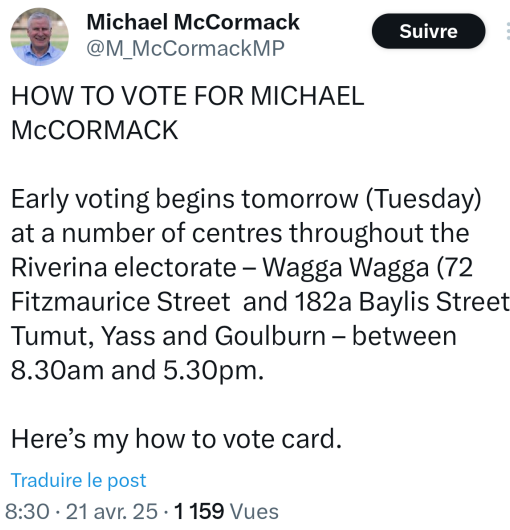 Michael McCormack
Suivre
@M_McCormackMP
HOW TO VOTE FOR MICHAEL
McCORMACK
Early voting begins tomorrow (Tuesday)
at a number of centres throughout the
Riverina electorate – Wagga Wagga (72
Fitzmaurice Street  and 182a Baylis Street
Tumut, Yass and Goulburn – between
8.30am and 5.30pm.
Here’s my how to vote card.
Traduire le post
8:30 · 21 avr. 25 · 1 159 Vues